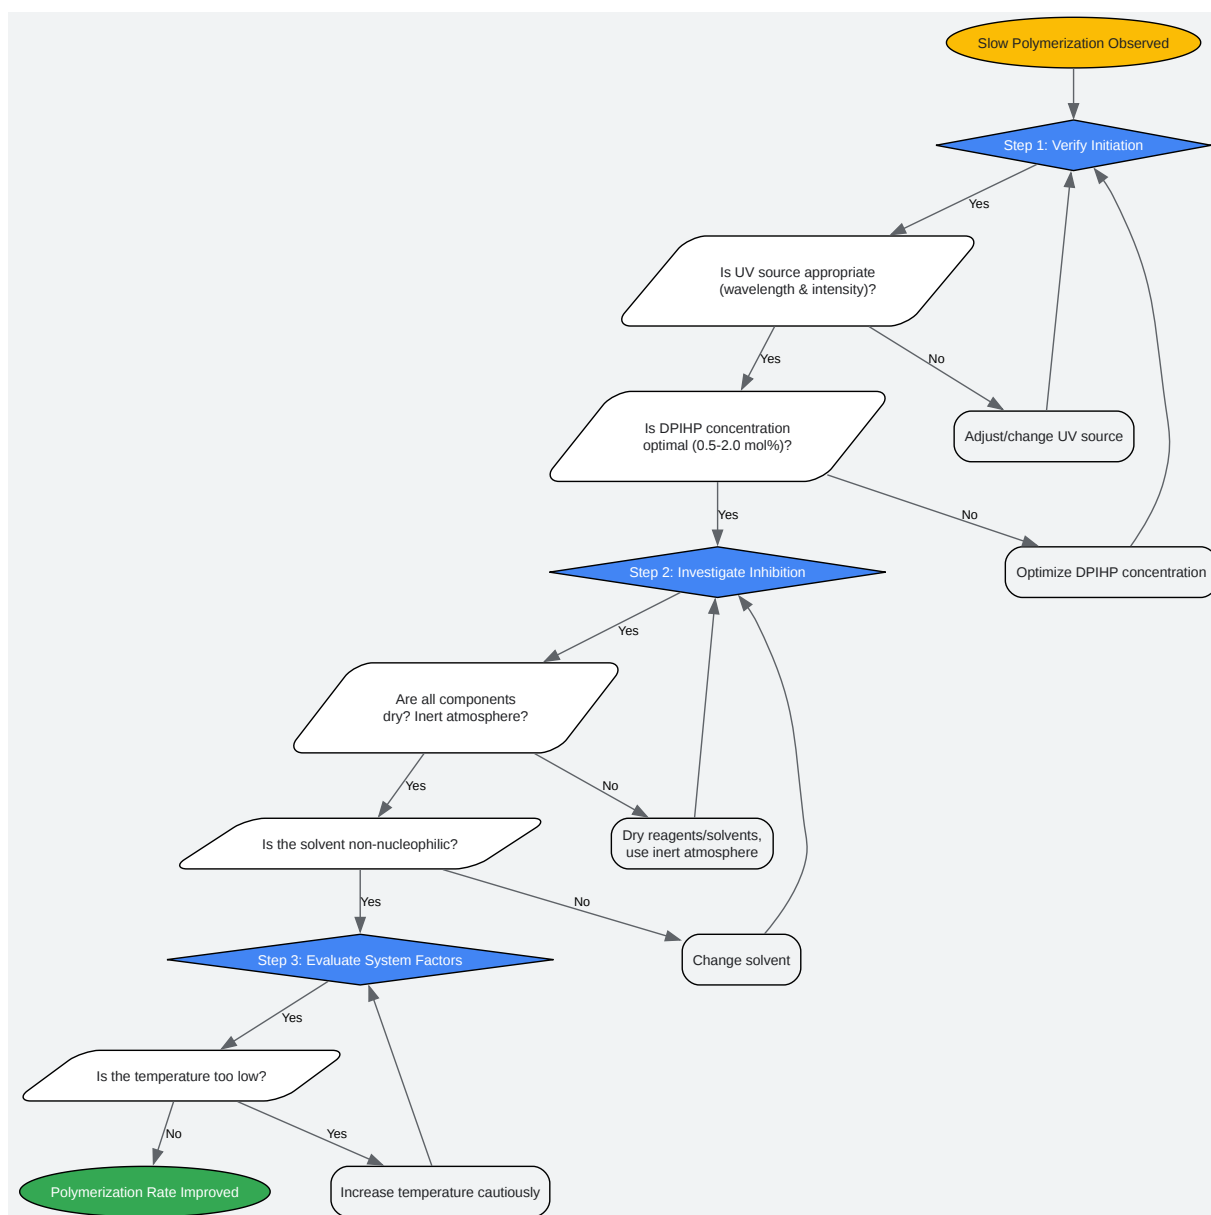 Slow Polymerization Observed
Step 1: Verify Initiation
Yes
Is UV source appropriate
(wavelength & intensity)?
Yes
No
Is DPIHP concentration
optimal (0.5-2.0 mol%)?
Adjust/change UV source
Yes
No
Step 2: Investigate Inhibition
Optimize DPIHP concentration
Yes
Are all components
dry? Inert atmosphere?
Yes
No
Is the solvent non-nucleophilic?
Dry reagents/solvents,
use inert atmosphere
Yes
No
Step 3: Evaluate System Factors
Change solvent
Yes
Is the temperature too low?
No
Yes
Polymerization Rate Improved
Increase temperature cautiously